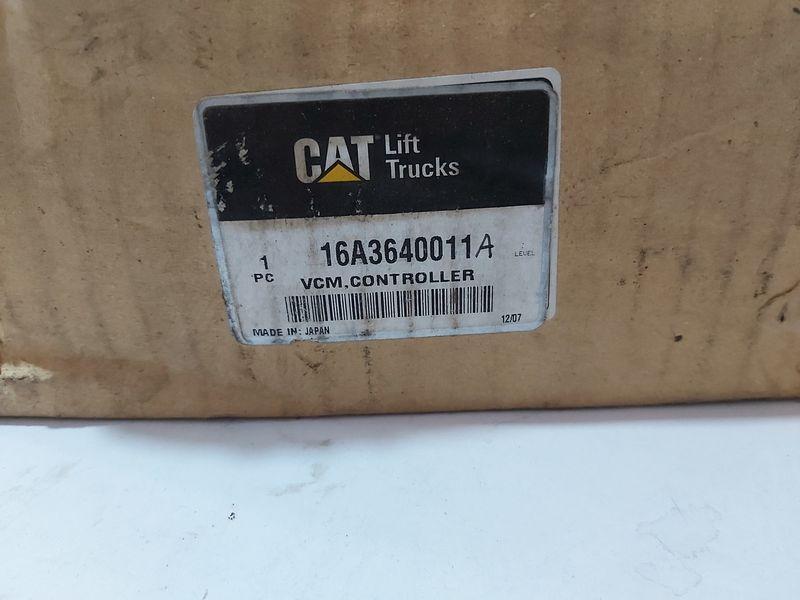 CAT Lift Trucks
1 PC
16A3640011A
LEVEL
VCM,CONTROLLER
MADE IN: JAPAN
12/07